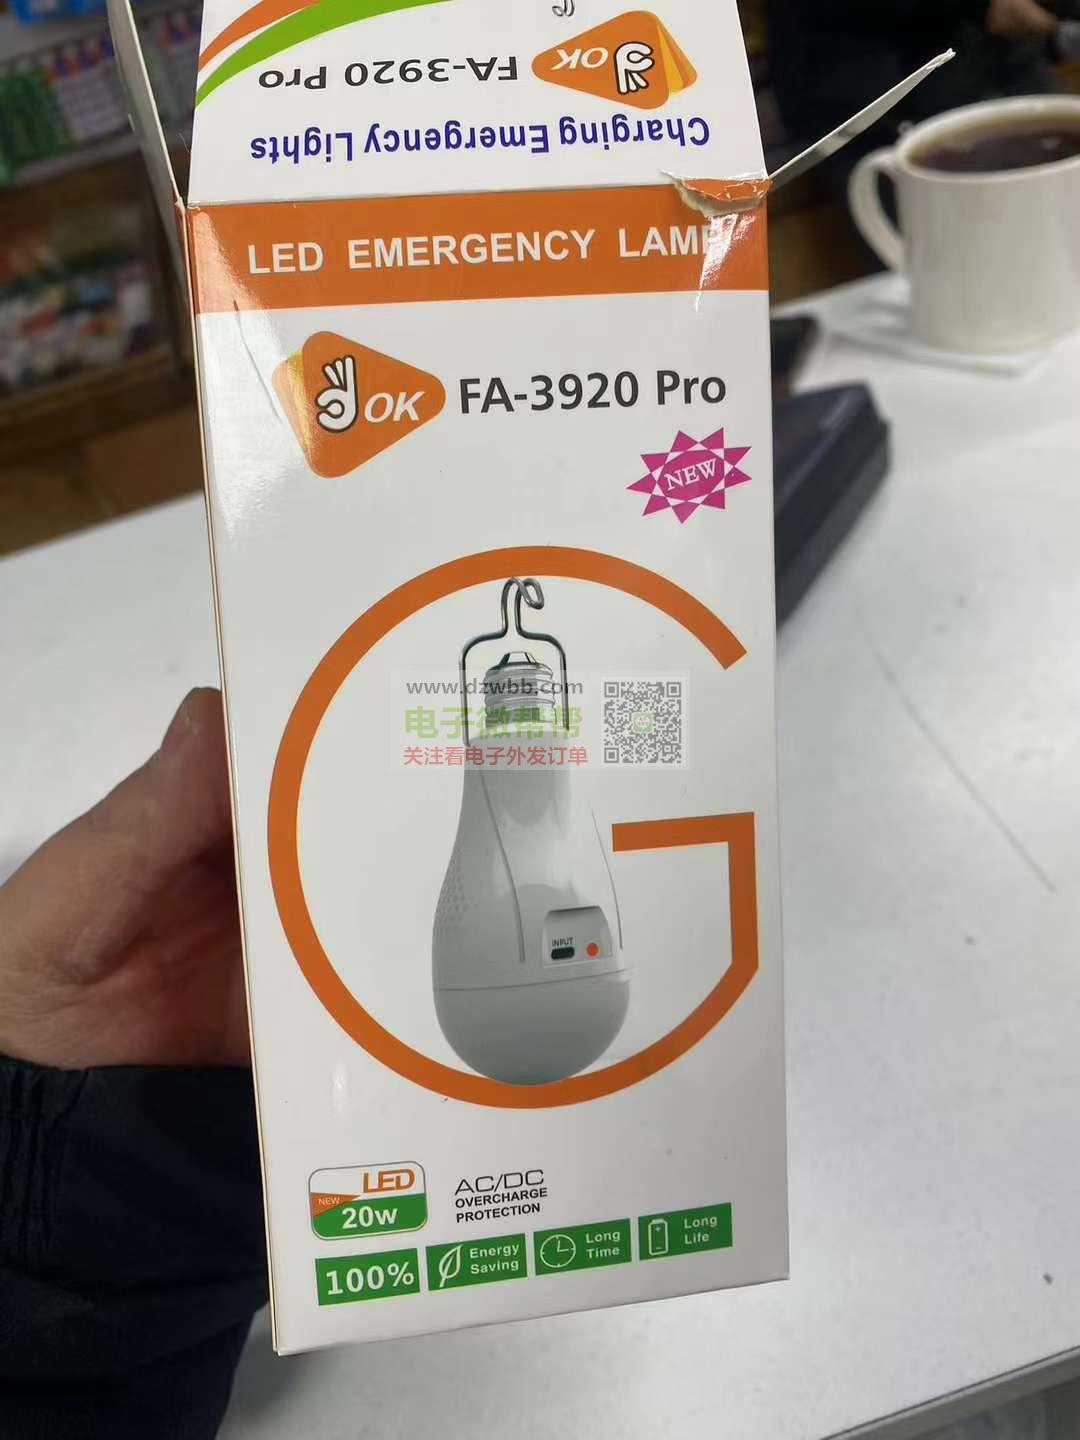 OK
FA-3920 Pro
Charging Emergency Lights
LED EMERGENCY LAMP
OK
FA-3920 Pro
NEW
www.dzwbb.com
电子微帮帮
关注看电子外发订单
INPUT
LED
NEW
20w
AC/DC
OVERCHARGE
PROTECTION
100%
Energy
Saving
Long
Time
Long
Life